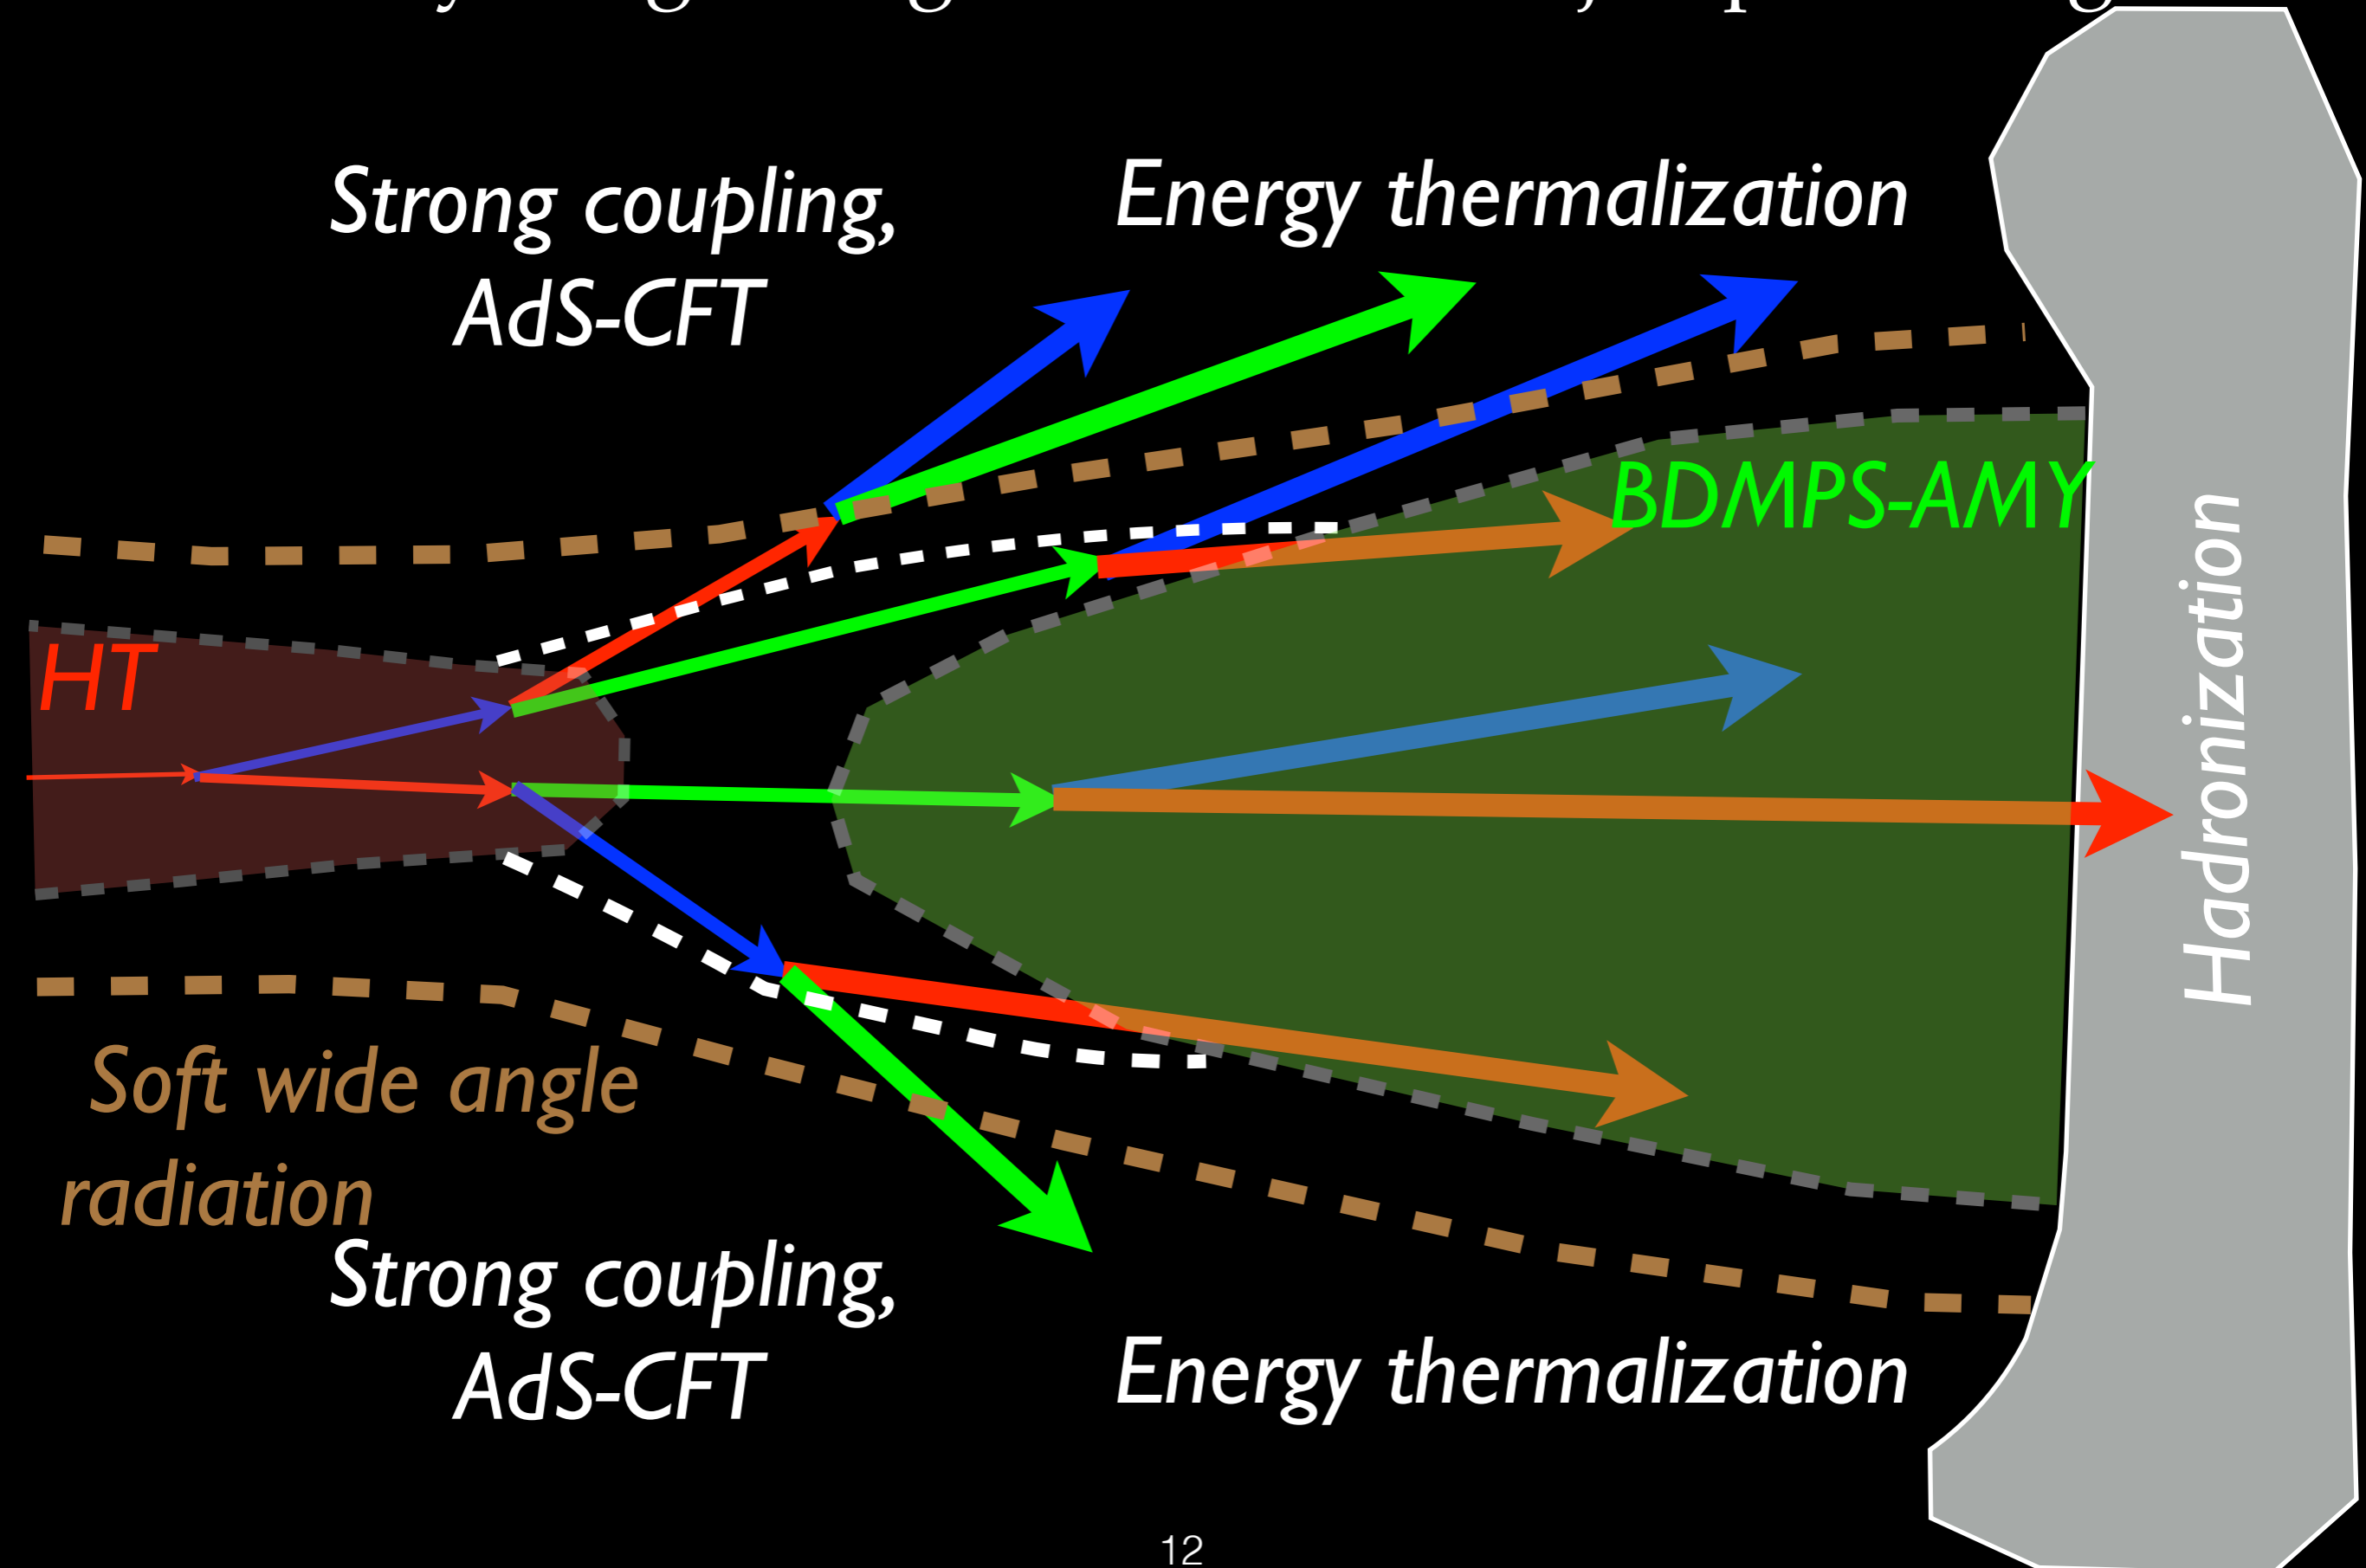 Strong coupling,
AdS-CFT
Energy thermalization
BDMPS-AMY
HT
Hadronization
Soft wide angle
radiation
Strong coupling,
AdS-CFT
Energy thermalization
12